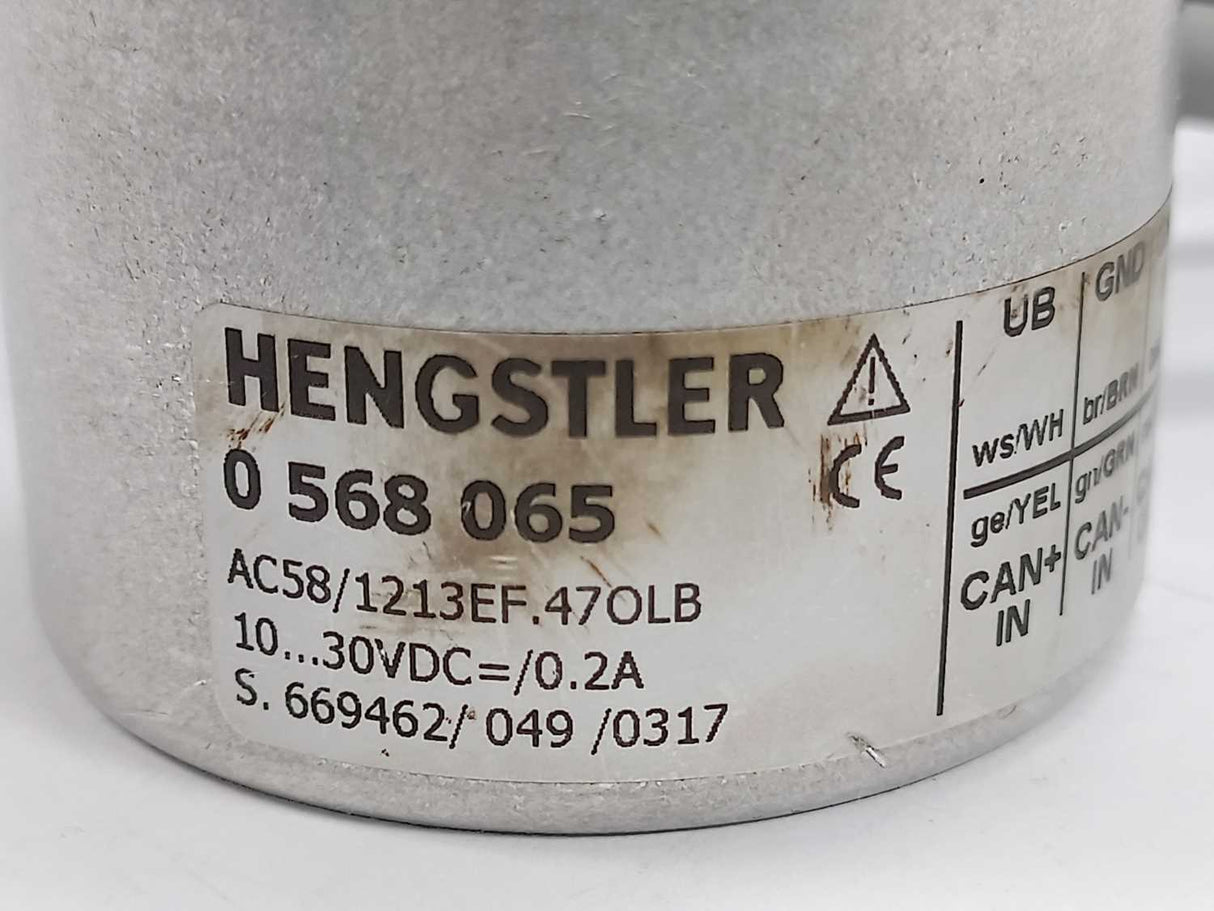 HENGSTLER
0 568 065
CE
AC58/1213EF.47OLB
10...30VDC=/0.2A
S. 669462/ 049 /0317
UB GND
ws/WH br/BRN
ge/YEL gn/GRN
CAN+ CAN-
IN IN